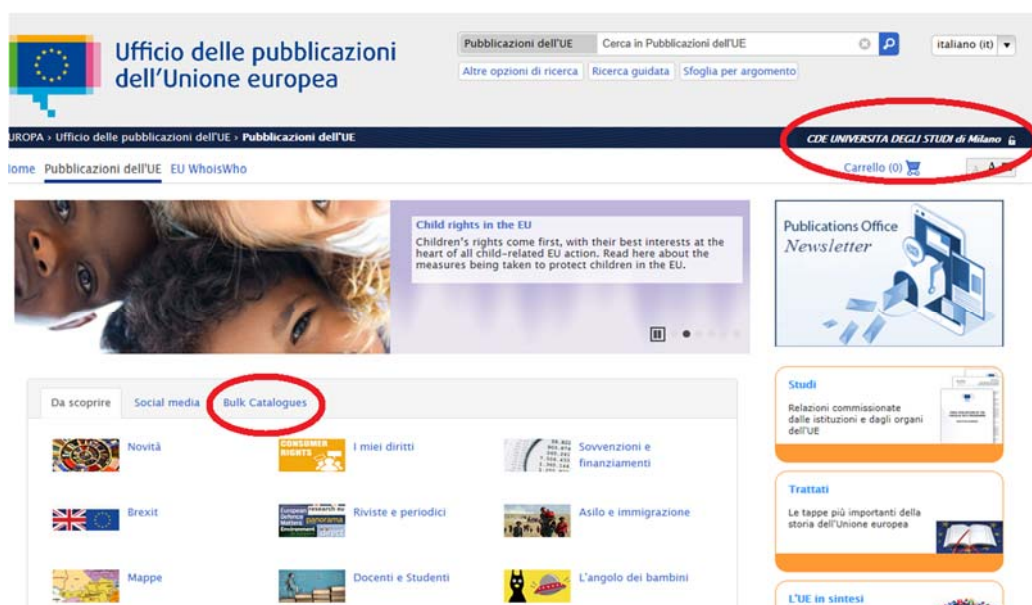 Ufficio delle pubblicazioni
dell'Unione europea
Pubblicazioni dell'UE
Cerca in Pubblicazioni dell'UE
italiano (it)
Altre opzioni di ricerca
Ricerca guidata
Sfoglia per argomento
UROPA › Ufficio delle pubblicazioni dell'UE › Pubblicazioni dell'UE
CDE UNIVERSITA DEGLI STUDI di Milano
lome Pubblicazioni dell'UE EU WhoisWho
Carrello (0)
A
Child rights in the EU
Children's rights come first, with their best interests at the
heart of all child-related EU action. Read here about the
measures being taken to protect children in the EU.
Publications Office
Newsletter
Da scoprire
Social media
Bulk Catalogues
Novità
CONSUMER
RIGHTS
I miei diritti
Sovvenzioni e
finanziamenti
Brexit
panorama
Riviste e periodici
Asilo e immigrazione
Mappe
Docenti e Studenti
L'angolo dei bambini
Studi
Relazioni commissionate
dalle istituzioni e dagli organi
dell'UE
Trattati
Le tappe più importanti della
storia dell'Unione europea
L'UE in sintesi